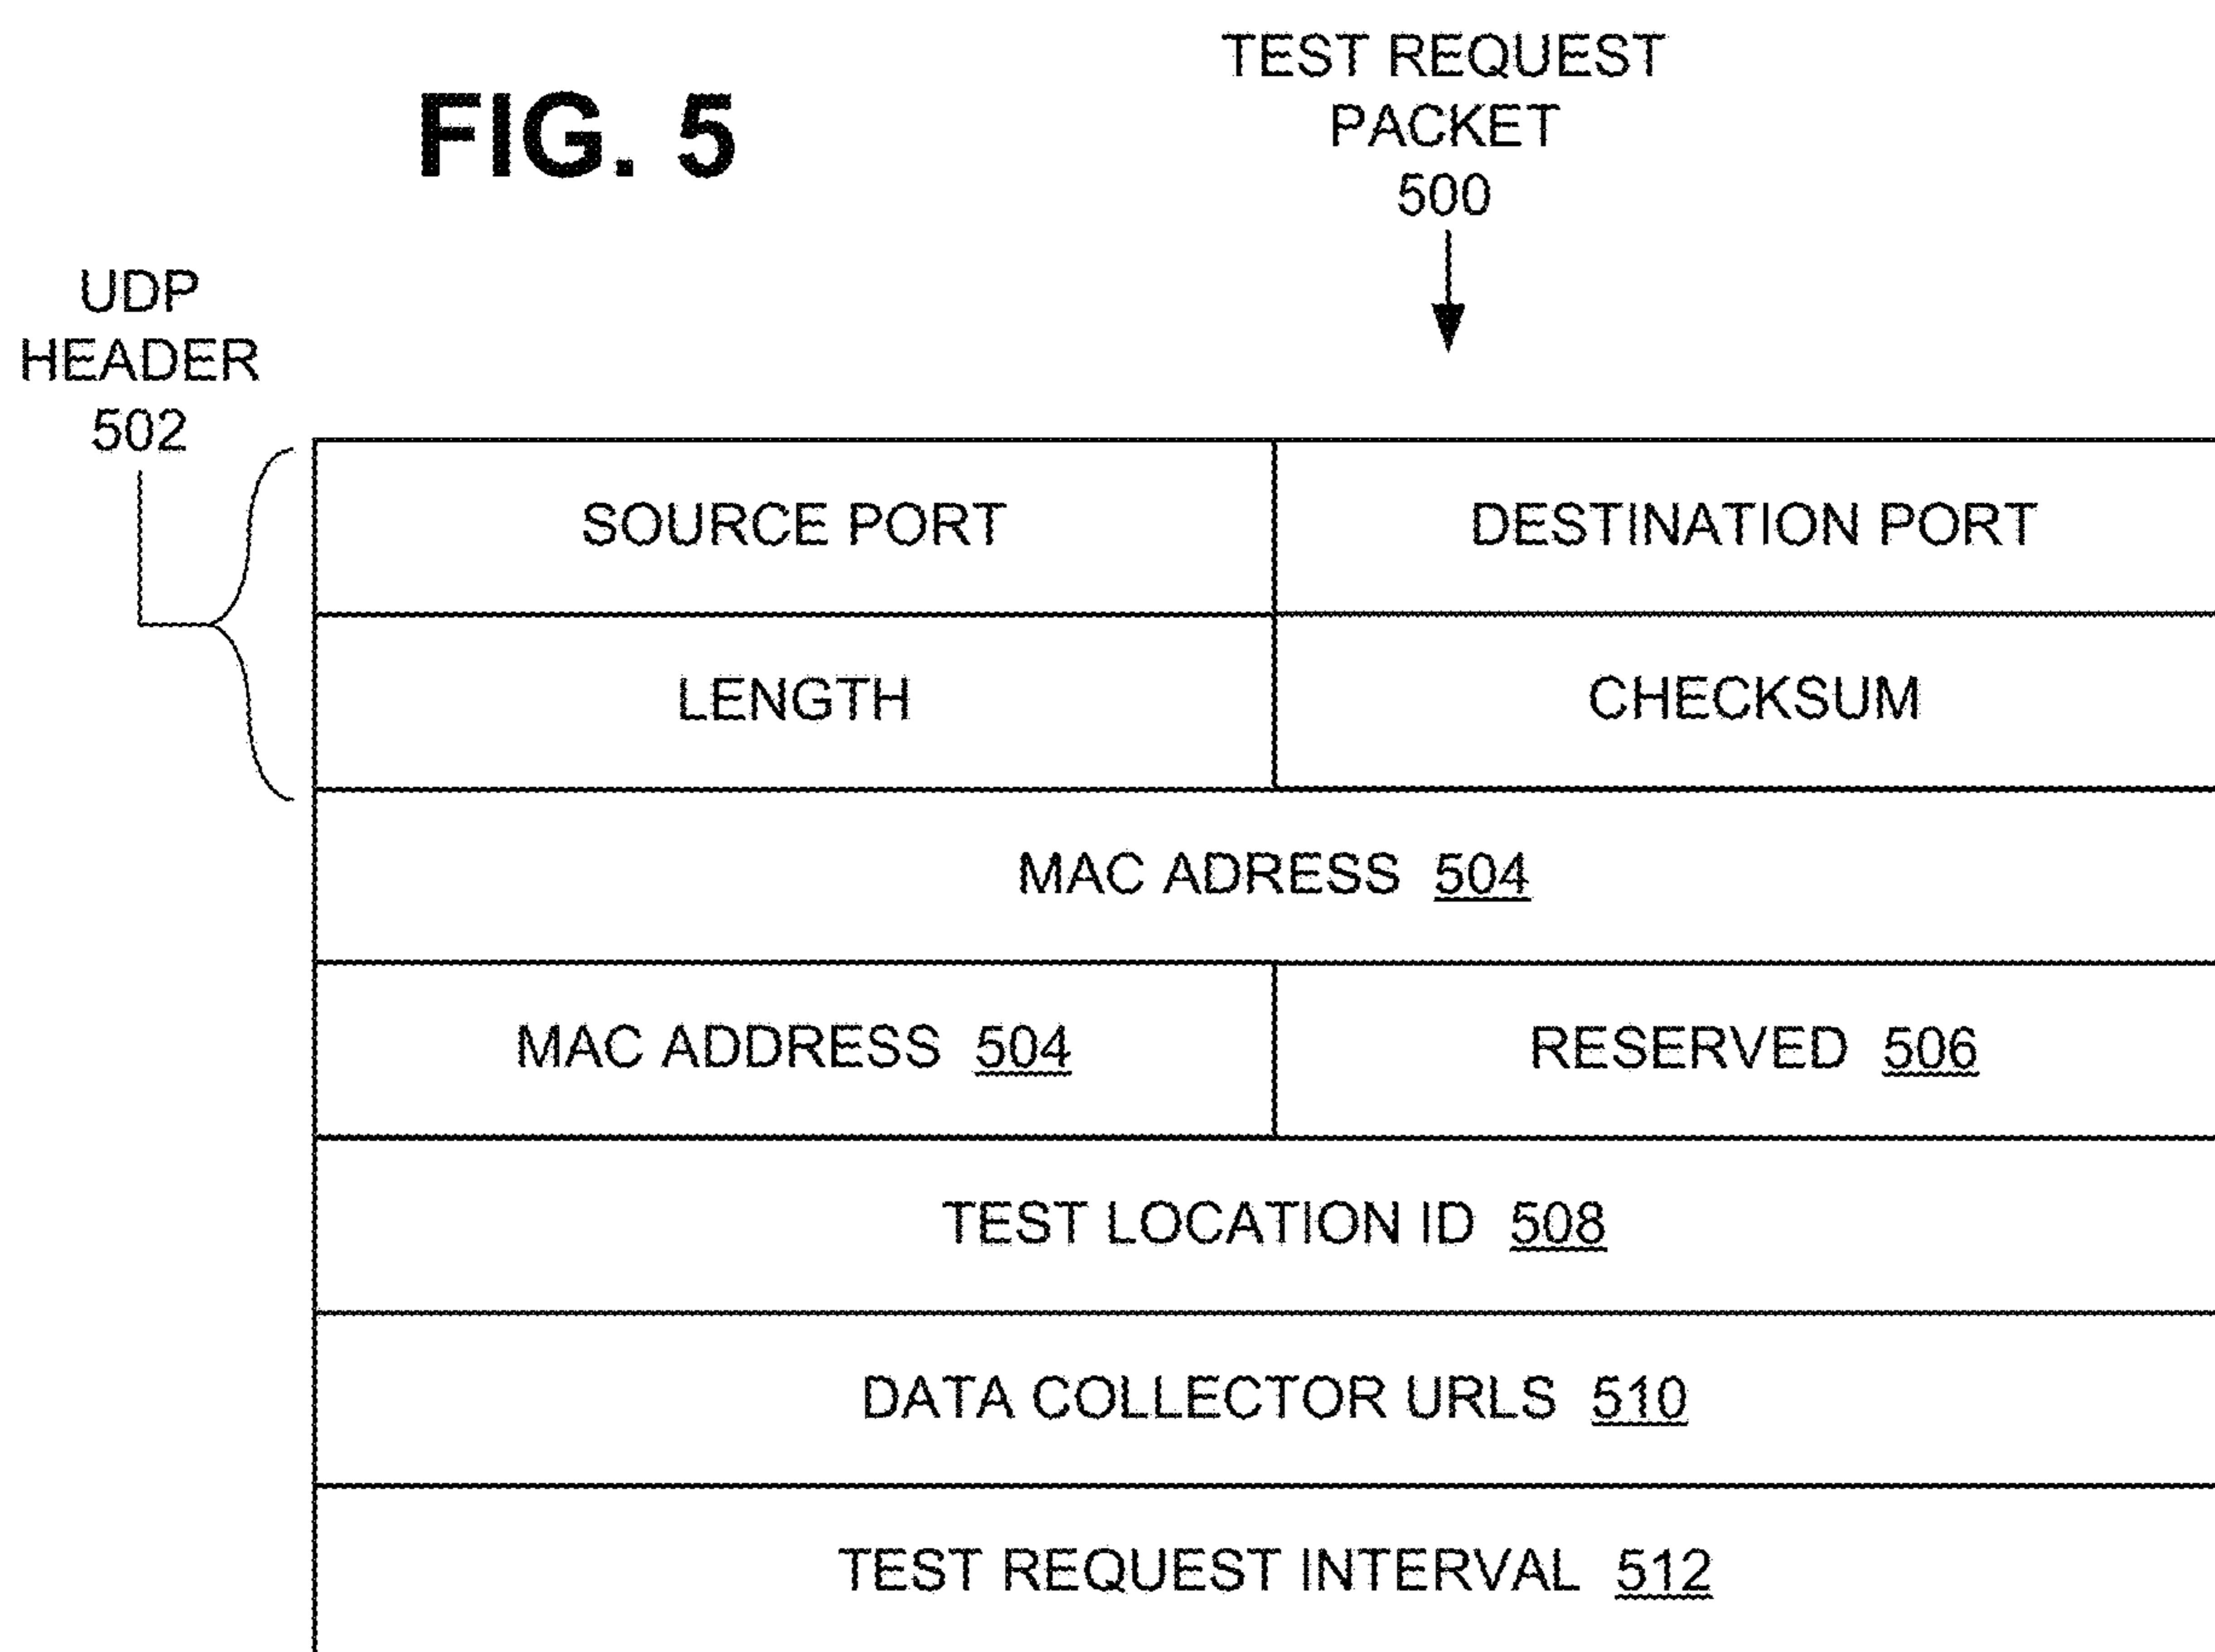 FIG. 5
TEST REQUEST
PACKET
500
UDP
HEADER
502
SOURCE PORT
DESTINATION PORT
LENGTH
CHECKSUM
MAC ADRESS 504
MAC ADDRESS 504
RESERVED 506
TEST LOCATION ID 508
DATA COLLECTOR URLS 510
TEST REQUEST INTERVAL 512